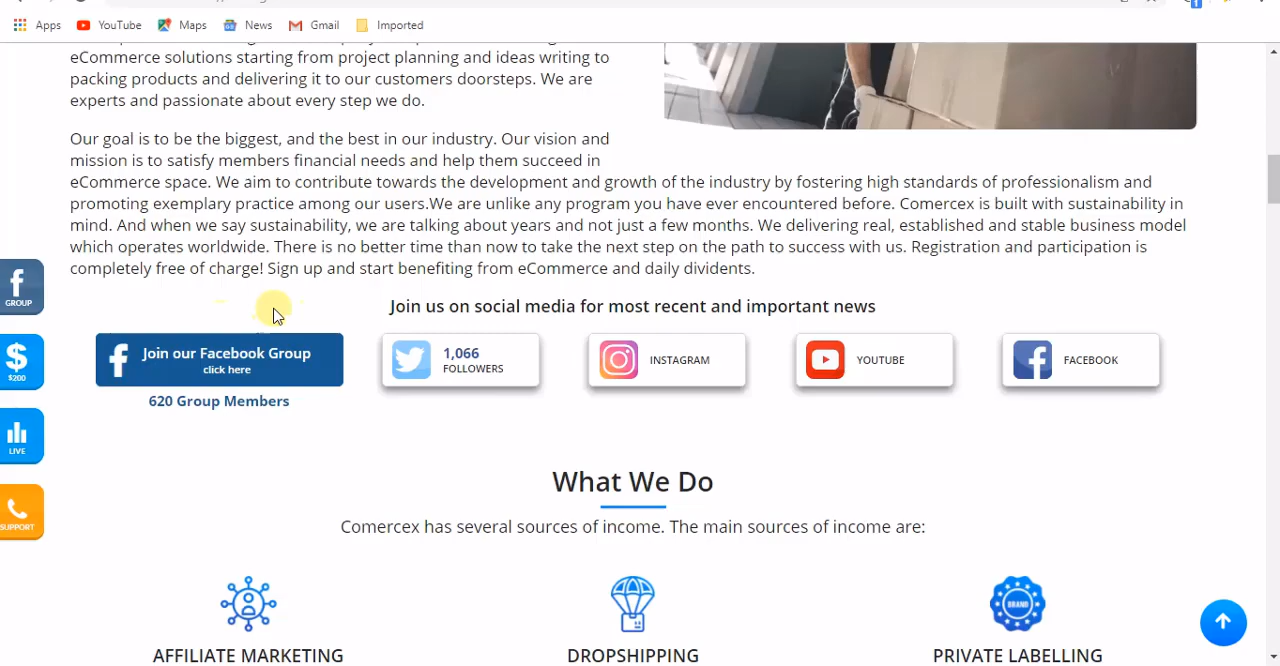 Apps YouTube Maps News Gmail Imported
eCommerce solutions starting from project planning and ideas writing to
packing products and delivering it to our customers doorsteps. We are
experts and passionate about every step we do.
Our goal is to be the biggest, and the best in our industry. Our vision and
mission is to satisfy members financial needs and help them succeed in
eCommerce space. We aim to contribute towards the development and growth of the industry by fostering high standards of professionalism and
promoting exemplary practice among our users.We are unlike any program you have ever encountered before. Comercex is built with sustainability in
mind. And when we say sustainability, we are talking about years and not just a few months. We delivering real, established and stable business model
which operates worldwide. There is no better time than now to take the next step on the path to success with us. Registration and participation is
completely free of charge! Sign up and start benefiting from eCommerce and daily dividents.
GROUP
$200
LIVE
SUPPORT
Join us on social media for most recent and important news
Join our Facebook Group
click here
620 Group Members
1,066
FOLLOWERS
INSTAGRAM
YOUTUBE
FACEBOOK
What We Do
Comercex has several sources of income. The main sources of income are:
BRAND
AFFILIATE MARKETING
DROPSHIPPING
PRIVATE LABELLING